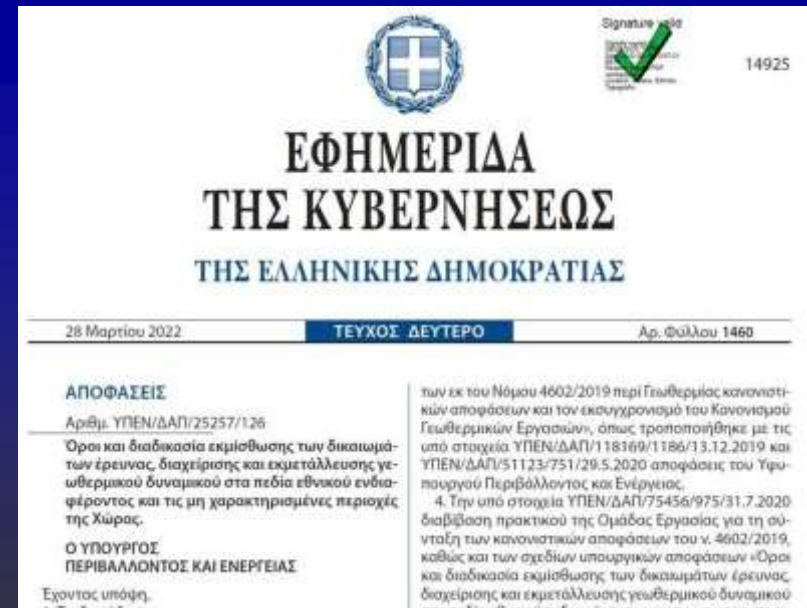 Signature valid
14925
ΕΦΗΜΕΡΙΔΑ
ΤΗΣ ΚΥΒΕΡΝΗΣΕΩΣ
ΤΗΣ ΕΛΛΗΝΙΚΗΣ ΔΗΜΟΚΡΑΤΙΑΣ
28 Μαρτίου 2022
ΤΕΥΧΟΣ ΔΕΥΤΕΡΟ
Αρ. Φύλλου 1460
ΑΠΟΦΑΣΕΙΣ
Αριθμ. ΥΠΕΝ/ΔΑΠ/25257/126
Όροι και διαδικασία εκμίσθωσης των δικαιωμά-
των έρευνας, διαχείρισης και εκμετάλλευσης γε-
ωθερμικού δυναμικού στα πεδία εθνικού ενδια-
φέροντος και τις μη χαρακτηρισμένες περιοχές
της Χώρας.
Ο ΥΠΟΥΡΓΟΣ
ΠΕΡΙΒΑΛΛΟΝΤΟΣ ΚΑΙ ΕΝΕΡΓΕΙΑΣ
Έχοντας υπόψη,
των εκ του Νόμου 4602/2019 περί Γεωθερμίας κανονιστι-
κών αποφάσεων και τον εκσυγχρονισμό του Κανονισμού
Γεωθερμικών Εργασιών», όπως τροποποιήθηκε με τις
υπό στοιχεία ΥΠΕΝ/ΔΑΠ/118169/1186/13.12.2019 και
ΥΠΕΝ/ΔΑΠ/51123/751/29.5.2020 αποφάσεις του Υφυ-
πουργού Περιβάλλοντος και Ενέργειας.
4. Την υπό στοιχεία ΥΠΕΝ/ΔΑΠ/75456/975/31.7.2020
διαβίβαση πρακτικού της Ομάδας Εργασίας για τη σύ-
νταξη των κανονιστικών αποφάσεων του ν. 4602/2019,
καθώς και των σχεδίων υπουργικών αποφάσεων «Όροι
και διαδικασία εκμίσθωσης των δικαιωμάτων έρευνας,
διαχείρισης και εκμετάλλευσης γεωθερμικού δυναμικού